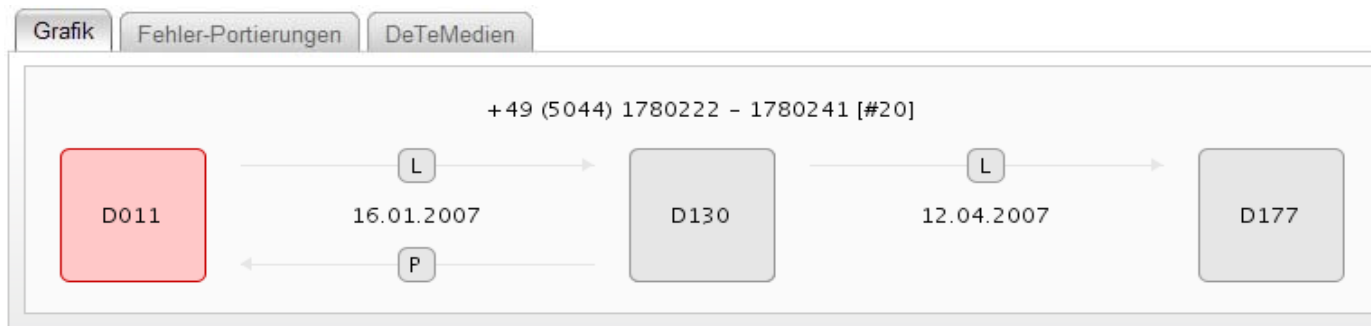 Grafik Fehler-Portierungen DeTeMedien
+49 (5044) 1780222 – 1780241 [#20]
L L
D011 16.01.2007 D130 12.04.2007 D177
P